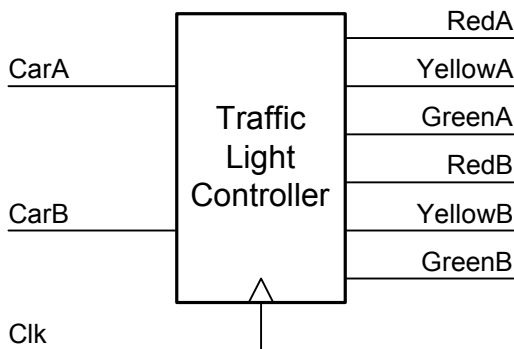 RedA
CarA
YellowA
Traffic
GreenA
Light
RedB
Controller
CarB
YellowB
GreenB
Clk